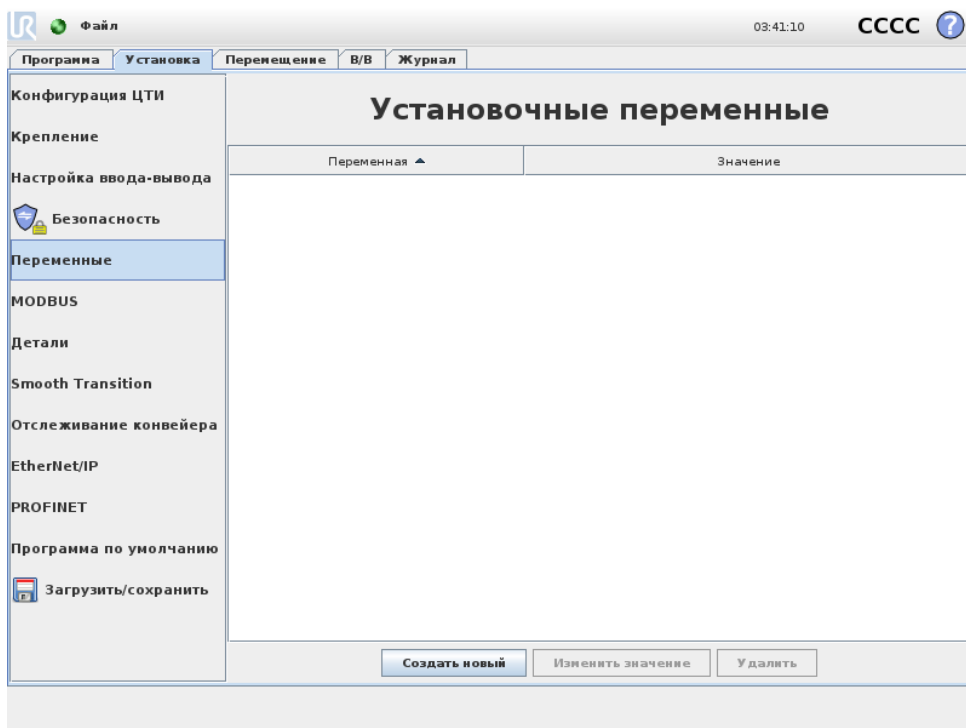 UR Файл 03:41:10 CCCC ?
Программа Установка Перемещение В/В Журнал
Конфигурация ЦТИ
Крепление
Настройка ввода-вывода
Безопасность
Переменные
MODBUS
Детали
Smooth Transition
Отслеживание конвейера
EtherNet/IP
PROFINET
Программа по умолчанию
Загрузить/сохранить
Установочные переменные
Переменная Значение
Создать новый Изменить значение Удалить